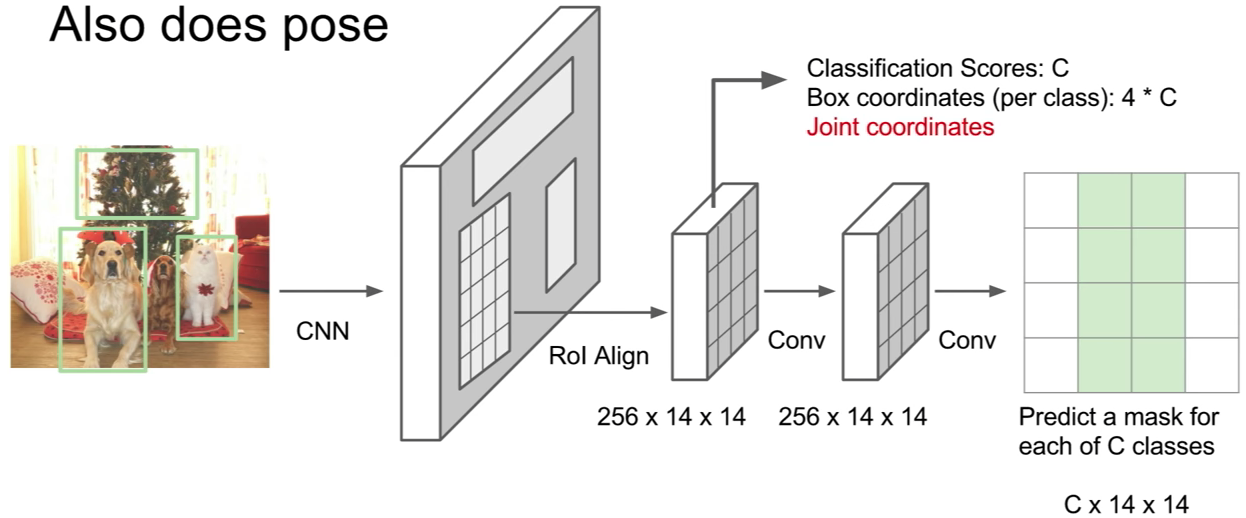 Also does pose
Classification Scores: C
Box coordinates (per class): 4 * C
Joint coordinates
CNN
RoI Align
Conv
Conv
256 x 14 x 14
256 x 14 x 14
Predict a mask for
each of C classes
C x 14 x 14